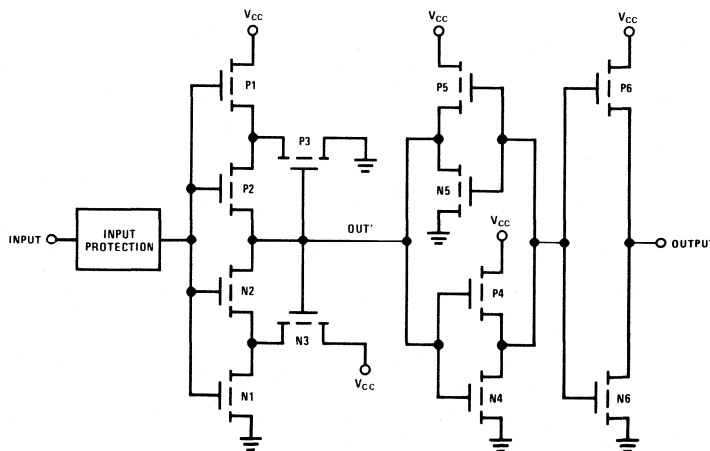 VCC
VCC
VCC
P1
P5
P6
P3
P2
N5
VCC
INPUT
INPUT
PROTECTION
OUT'
OUTPUT
N2
P4
N3
VCC
N1
N4
N6